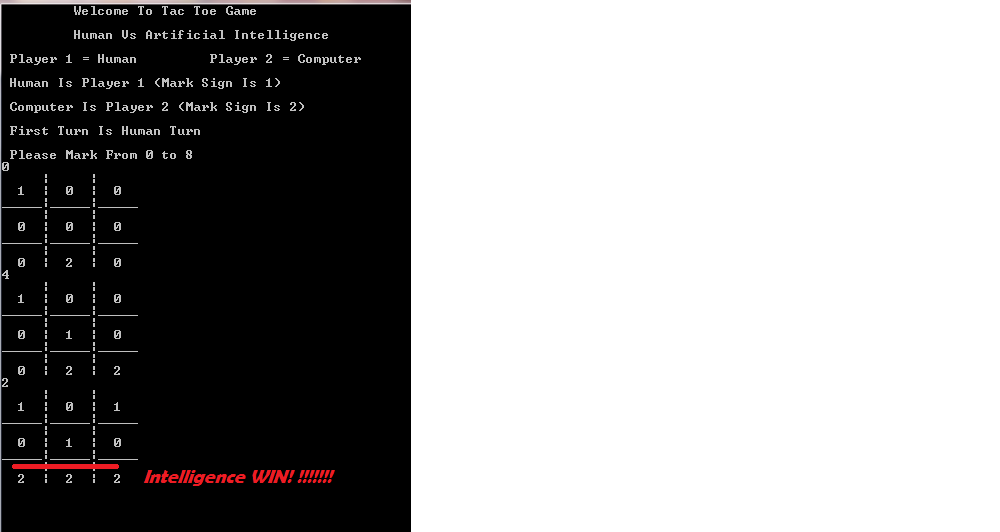 Welcome To Tac Toe Game
Human Vs Artificial Intelligence
Player 1 = Human Player 2 = Computer
Human Is Player 1 (Mark Sign Is 1)
Computer Is Player 2 (Mark Sign Is 2)
First Turn Is Human Turn
Please Mark From 0 to 8
0
1 ¦ 0 ¦ 0
0 ¦ 0 ¦ 0
0 ¦ 2 ¦ 0
4
1 ¦ 0 ¦ 0
0 ¦ 1 ¦ 0
0 ¦ 2 ¦ 2
2
1 ¦ 0 ¦ 1
0 ¦ 1 ¦ 0
2 ¦ 2 ¦ 2 Intelligence WIN! !!!!!!!